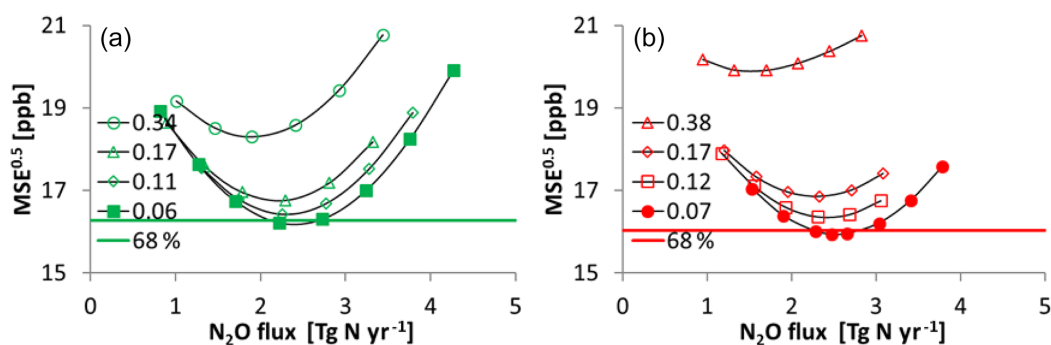 (a)
21
19
17
15
MSE^0.5 [ppb]
0.34
0.17
0.11
0.06
68 %
0 1 2 3 4 5
N₂O flux [Tg N yr⁻¹]
(b)
21
19
17
15
MSE^0.5 [ppb]
0.38
0.17
0.12
0.07
68 %
0 1 2 3 4 5
N₂O flux [Tg N yr⁻¹]